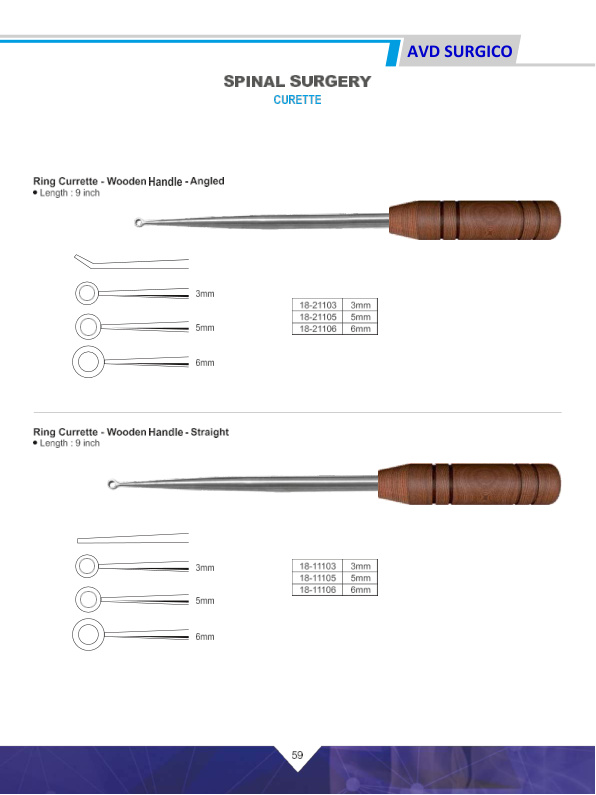 AVD SURGICO
SPINAL SURGERY
CURETTE
Ring Currette - Wooden Handle - Angled
• Length : 9 inch
3mm
5mm
6mm
18-21103 3mm
18-21105 5mm
18-21106 6mm
Ring Currette - Wooden Handle - Straight
• Length : 9 inch
3mm
5mm
6mm
18-11103 3mm
18-11105 5mm
18-11106 6mm
59